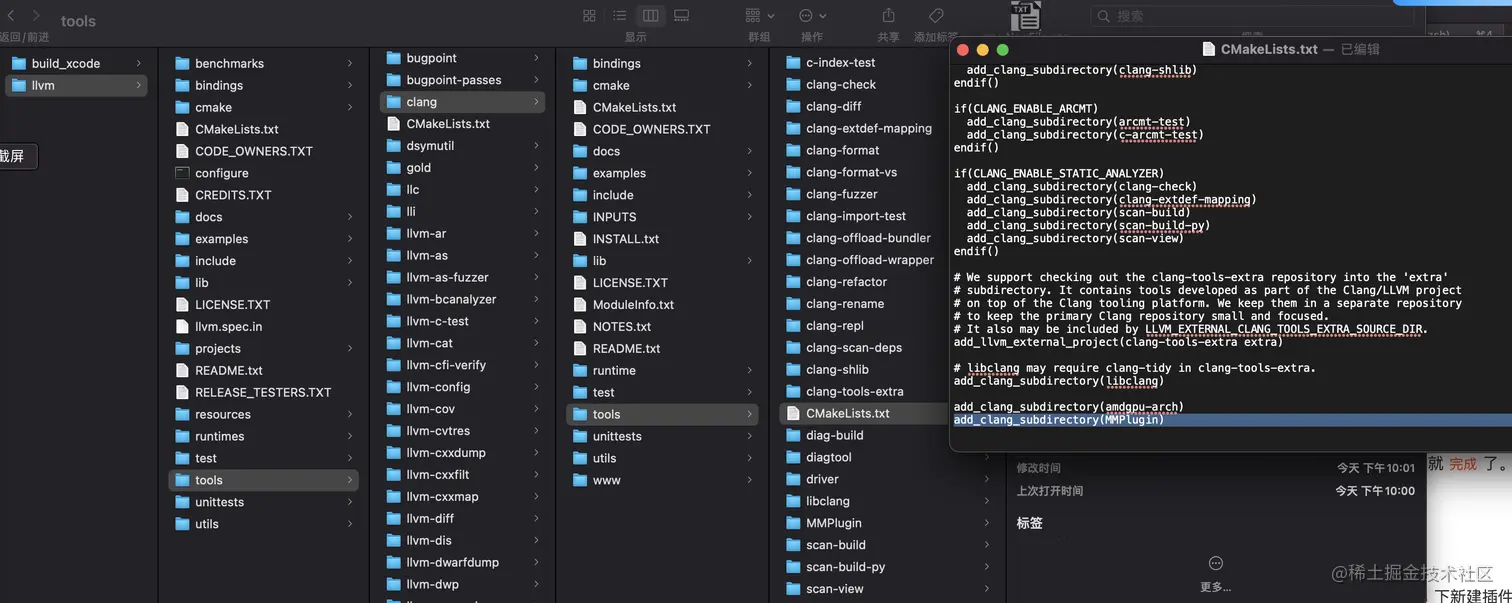 tools
返回/前进
显示
群组
操作
共享
添加标签
TXT
搜索
build_xcode
llvm
截屏
benchmarks
bindings
cmake
CMakeLists.txt
CODE_OWNERS.TXT
configure
CREDITS.TXT
docs
examples
include
lib
LICENSE.TXT
llvm.spec.in
projects
README.txt
RELEASE_TESTERS.TXT
resources
runtimes
test
tools
unittests
utils
bugpoint
bugpoint-passes
clang
CMakeLists.txt
dsymutil
gold
llc
lli
llvm-ar
llvm-as
llvm-as-fuzzer
llvm-bcanalyzer
llvm-c-test
llvm-cat
llvm-cfi-verify
llvm-config
llvm-cov
llvm-cvtres
llvm-cxxdump
llvm-cxxfilt
llvm-cxxmap
llvm-diff
llvm-dis
llvm-dwarfdump
llvm-dwp
bindings
cmake
CMakeLists.txt
CODE_OWNERS.TXT
docs
examples
include
INPUTS
INSTALL.txt
lib
LICENSE.TXT
ModuleInfo.txt
NOTES.txt
README.txt
runtime
test
tools
unittests
utils
www
c-index-test
clang-check
clang-diff
clang-extdef-mapping
clang-format
clang-format-vs
clang-fuzzer
clang-import-test
clang-offload-bundler
clang-offload-wrapper
clang-refactor
clang-rename
clang-repl
clang-scan-deps
clang-shlib
clang-tools-extra
CMakeLists.txt
diag-build
diagtool
driver
libclang
MMPlugin
scan-build
scan-build-py
scan-view
CMakeLists.txt — 已编辑
add_clang_subdirectory(clang-shlib)
endif()
if(CLANG_ENABLE_ARCMT)
add_clang_subdirectory(arcmt-test)
add_clang_subdirectory(c-arcmt-test)
endif()
if(CLANG_ENABLE_STATIC_ANALYZER)
add_clang_subdirectory(clang-check)
add_clang_subdirectory(clang-extdef-mapping)
add_clang_subdirectory(scan-build)
add_clang_subdirectory(scan-build-py)
add_clang_subdirectory(scan-view)
endif()
# We support checking out the clang-tools-extra repository into the 'extra'
# subdirectory. It contains tools developed as part of the Clang/LLVM project
# on top of the Clang tooling platform. We keep them in a separate repository
# to keep the primary Clang repository small and focused.
# It also may be included by LLVM_EXTERNAL_CLANG_TOOLS_EXTRA_SOURCE_DIR.
add_llvm_external_project(clang-tools-extra extra)
# libclang may require clang-tidy in clang-tools-extra.
add_clang_subdirectory(libclang)
add_clang_subdirectory(amdgpu-arch)
add_clang_subdirectory(MMPlugin)
修改时间 今天 下午10:01
上次打开时间 今天 下午10:00
标签
更多...
就 完成 了。
@稀土掘金技术社区
下新建插件